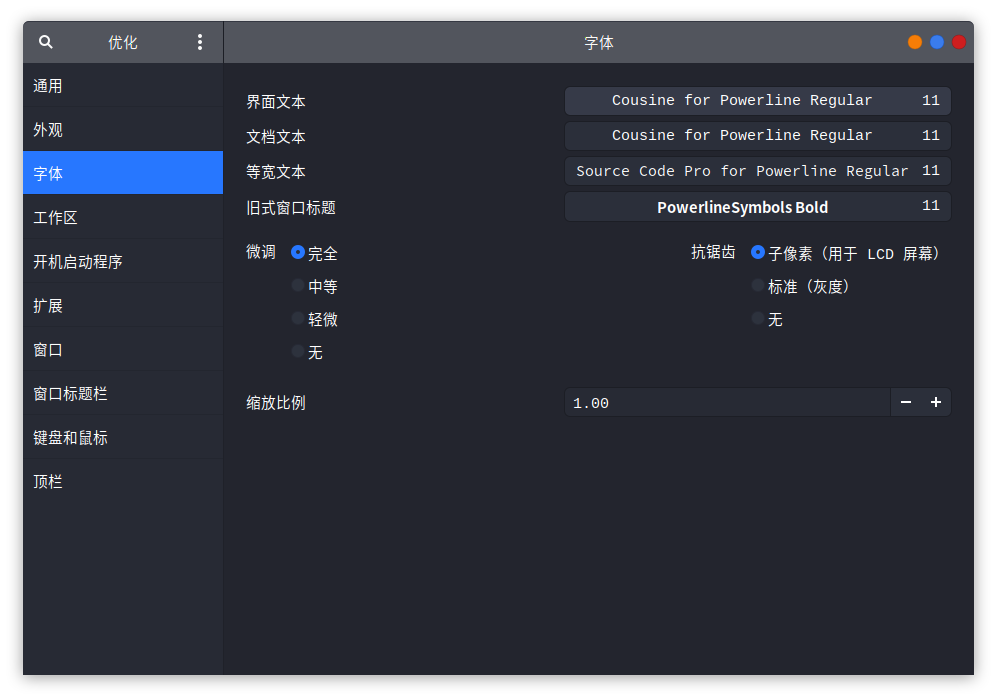 优化
字体
通用
外观
字体
工作区
开机启动程序
扩展
窗口
窗口标题栏
键盘和鼠标
顶栏
界面文本 Cousine for Powerline Regular 11
文档文本 Cousine for Powerline Regular 11
等宽文本 Source Code Pro for Powerline Regular 11
旧式窗口标题 PowerlineSymbols Bold 11
微调 完全 抗锯齿 子像素（用于 LCD 屏幕）
中等 标准（灰度）
轻微 无
无
缩放比例 1.00 − +